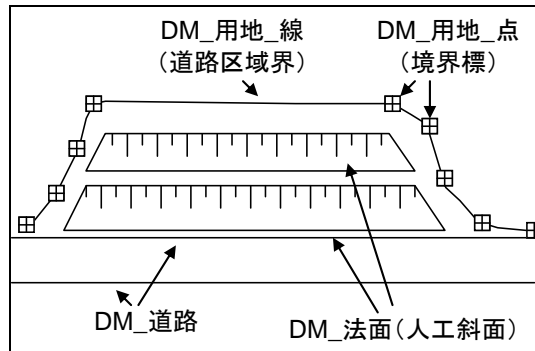 DM_用地_線
(道路区域界)
DM_用地_点
(境界標)
DM_道路
DM_法面(人工斜面)